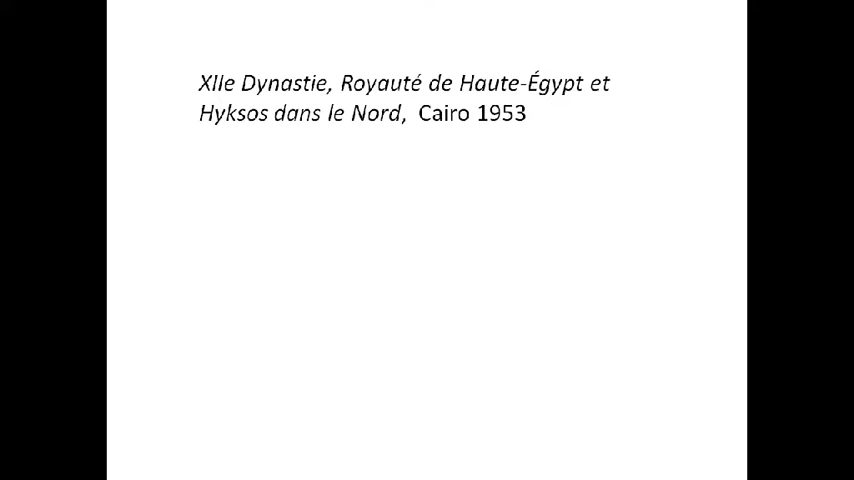 XIIe Dynastie, Royauté de Haute-Égypt et
Hyksos dans le Nord, Cairo 1953